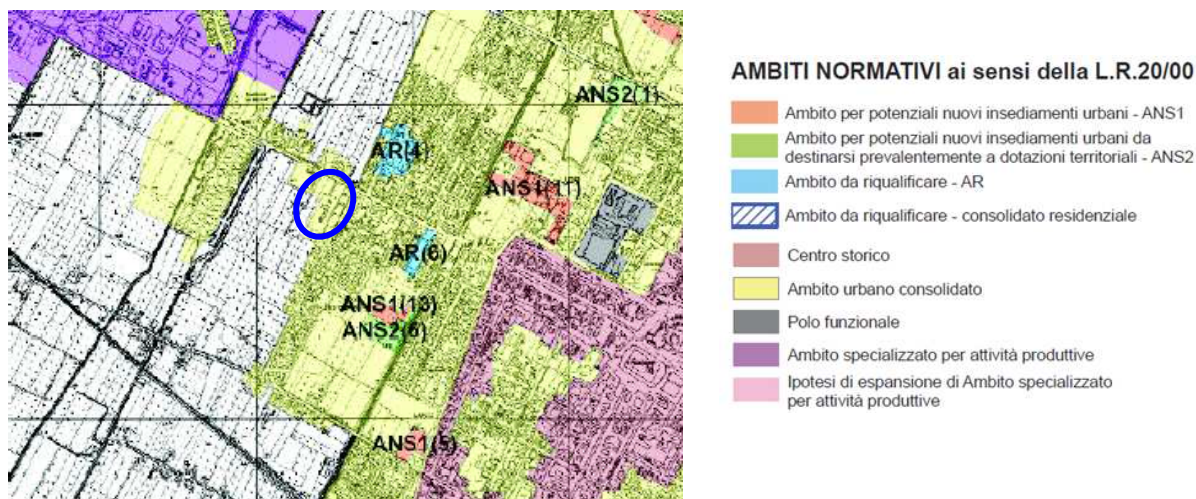 ANS2(1)
AR(4)
ANS1(11)
AR(6)
ANS1(13)
ANS2(6)
ANS1(5)
AMBITI NORMATIVI ai sensi della L.R.20/00
Ambito per potenziali nuovi insediamenti urbani - ANS1
Ambito per potenziali nuovi insediamenti urbani da
destinarsi prevalentemente a dotazioni territoriali - ANS2
Ambito da riqualificare - AR
Ambito da riqualificare - consolidato residenziale
Centro storico
Ambito urbano consolidato
Polo funzionale
Ambito specializzato per attività produttive
Ipotesi di espansione di Ambito specializzato
per attività produttive